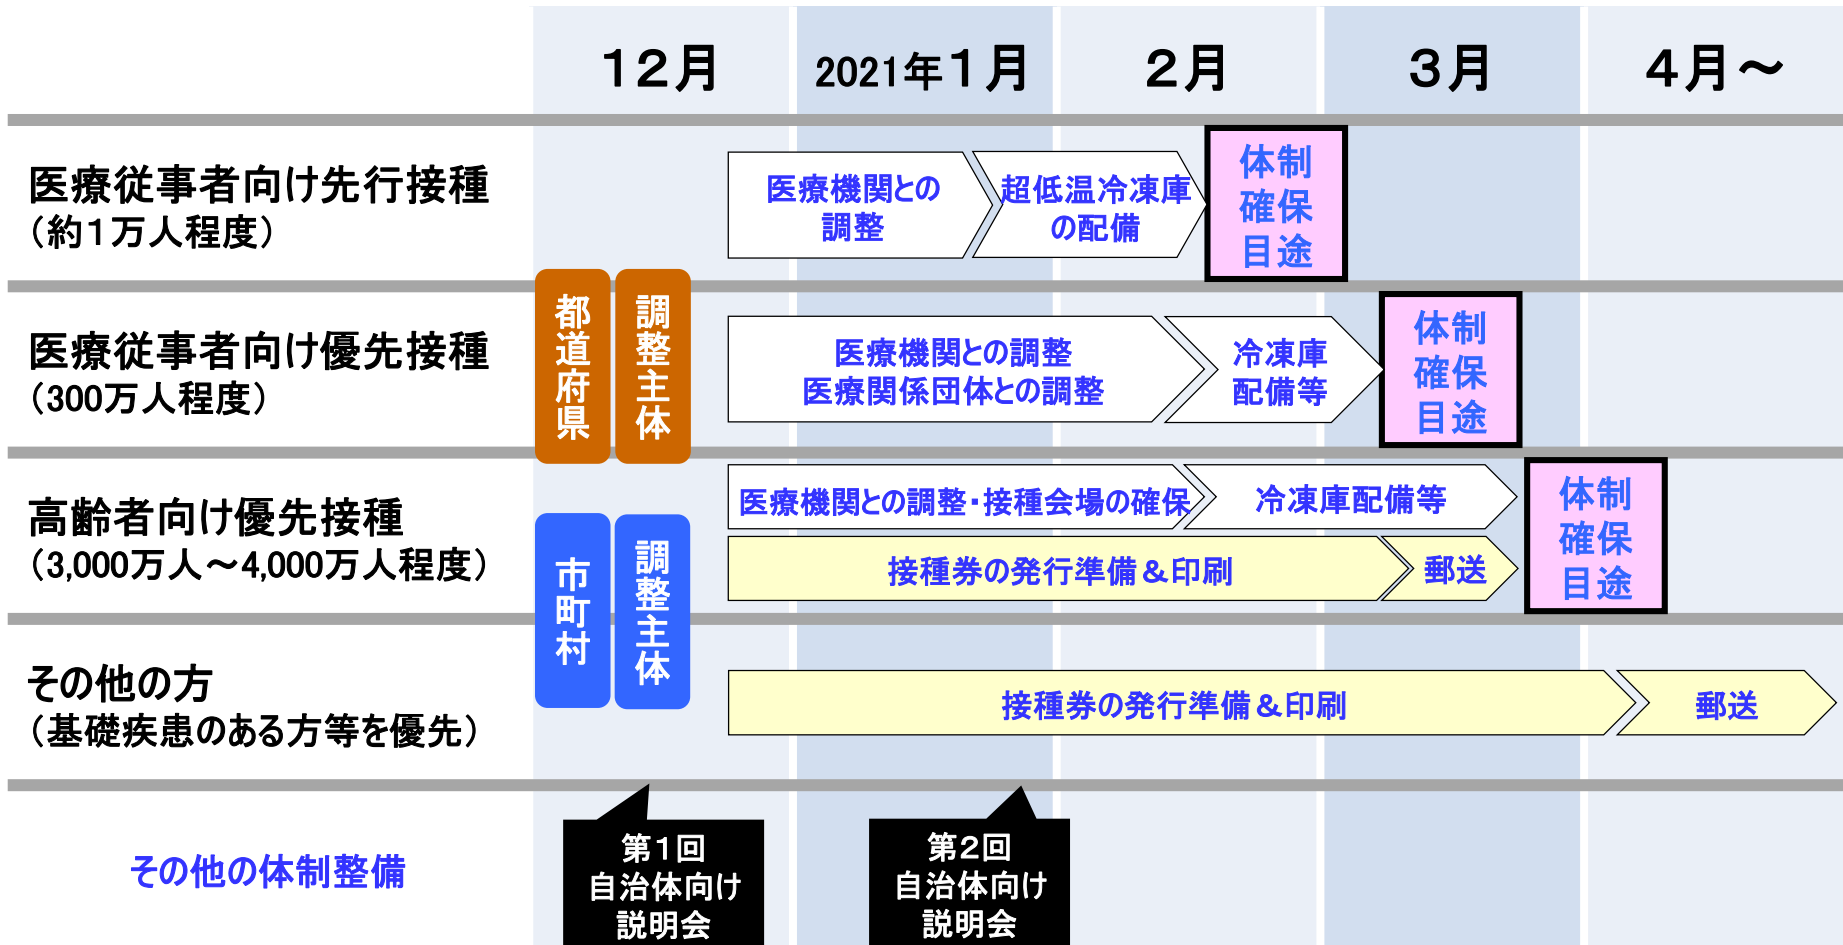 12月
2021年1月
2月
3月
4月～
医療従事者向け先行接種
（約1万人程度）
医療機関との
調整
超低温冷凍庫
の配備
体制
確保
目途
都道府県
調整主体
医療従事者向け優先接種
（300万人程度）
医療機関との調整
医療関係団体との調整
冷凍庫
配備等
体制
確保
目途
高齢者向け優先接種
（3,000万人～4,000万人程度）
医療機関との調整・接種会場の確保
冷凍庫配備等
接種券の発行準備＆印刷
郵送
体制
確保
目途
市町村
調整主体
その他の方
（基礎疾患のある方等を優先）
接種券の発行準備＆印刷
郵送
その他の体制整備
第1回
自治体向け
説明会
第2回
自治体向け
説明会